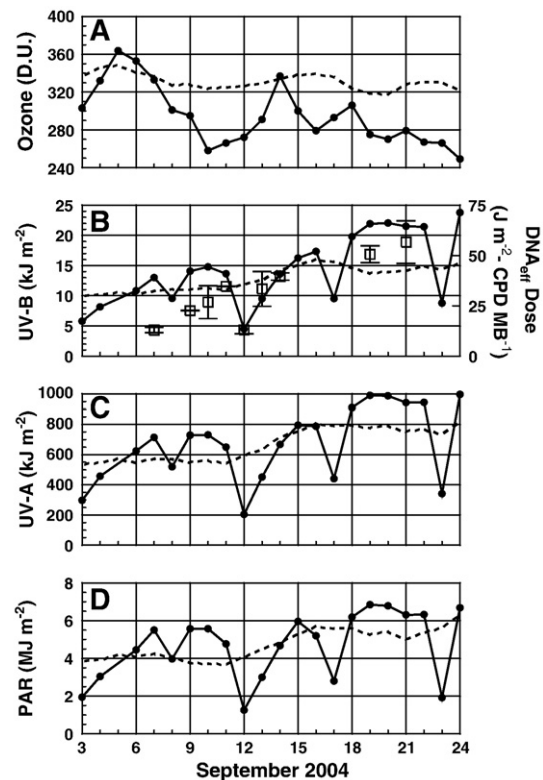 A
Ozone (D.U.)
400
360
320
280
240
B
UV-B (kJ m-2)
25
20
15
10
5
0
75
50
25
0
DNAeff Dose
(J m-2- CPD MB-1)
C
UV-A (kJ m-2)
1000
800
600
400
200
0
D
PAR (MJ m-2)
8
6
4
2
0
3 6 9 12 15 18 21 24
September 2004